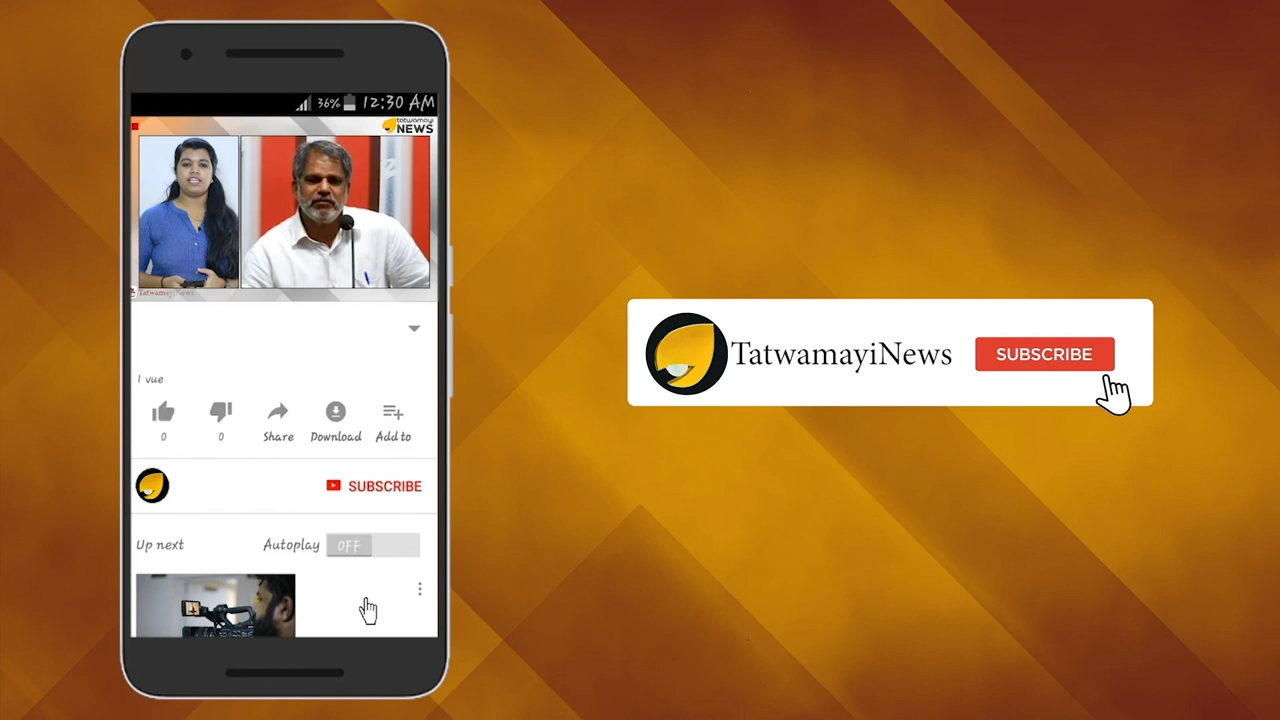 36% 12:30 AM
tatwamayi
NEWS
TatwamayiNews
1 vue
0 0 Share Download Add to
SUBSCRIBE
Up next Autoplay OFF
TatwamayiNews SUBSCRIBE